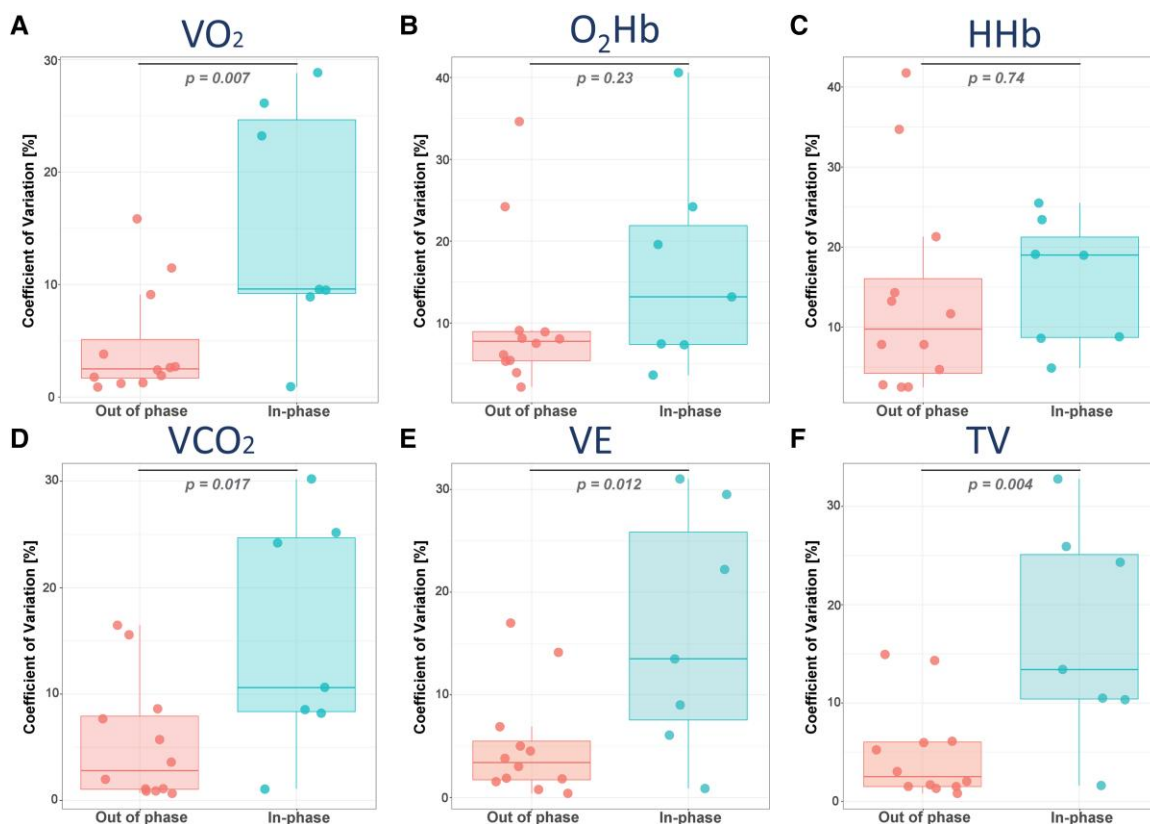 A
VO₂
Coefficient of Variation [%]
30
20
10
0
p = 0.007
Out of phase
In-phase
B
O₂Hb
Coefficient of Variation [%]
40
30
20
10
p = 0.23
Out of phase
In-phase
C
HHb
Coefficient of Variation [%]
40
30
20
10
p = 0.74
Out of phase
In-phase
D
VCO₂
Coefficient of Variation [%]
30
20
10
0
p = 0.017
Out of phase
In-phase
E
VE
Coefficient of Variation [%]
30
20
10
0
p = 0.012
Out of phase
In-phase
F
TV
Coefficient of Variation [%]
30
20
10
0
p = 0.004
Out of phase
In-phase